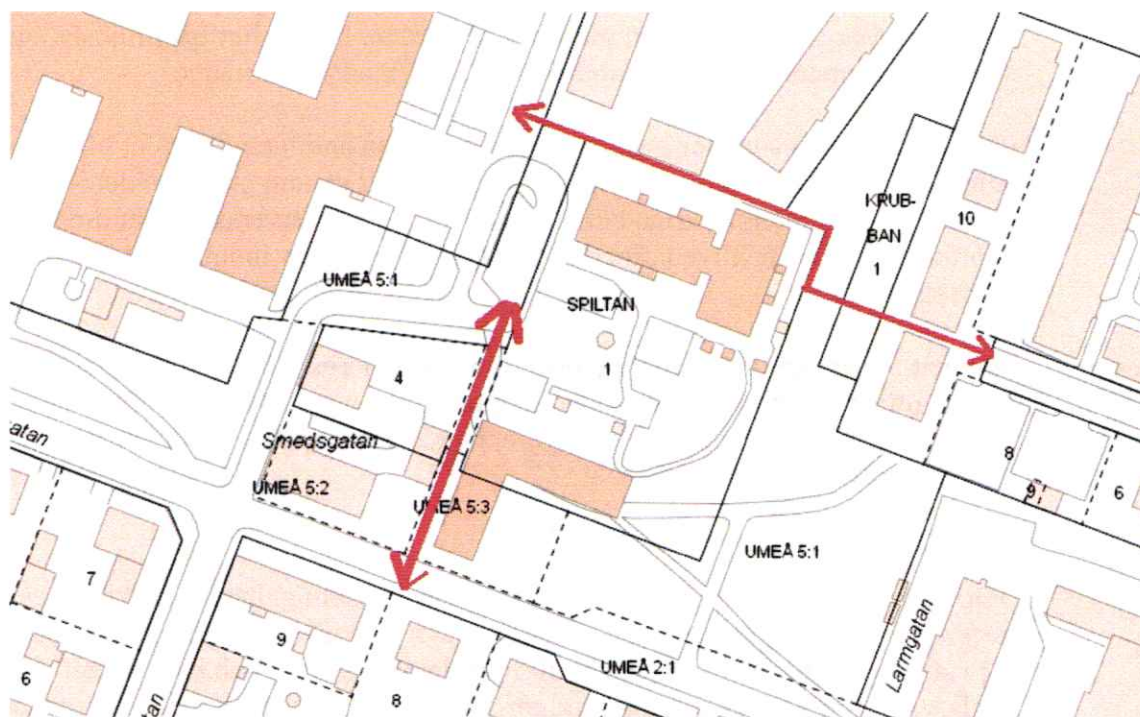 KRUB-
BAN
1
10
UMEÅ 5:1
SPILTAN
1
4
Smedsgatan
UMEÅ 5:2
UMEÅ 5:3
8
9
6
UMEÅ 5:1
7
9
6
8
UMEÅ 2:1
Larmgatan
atan
atan